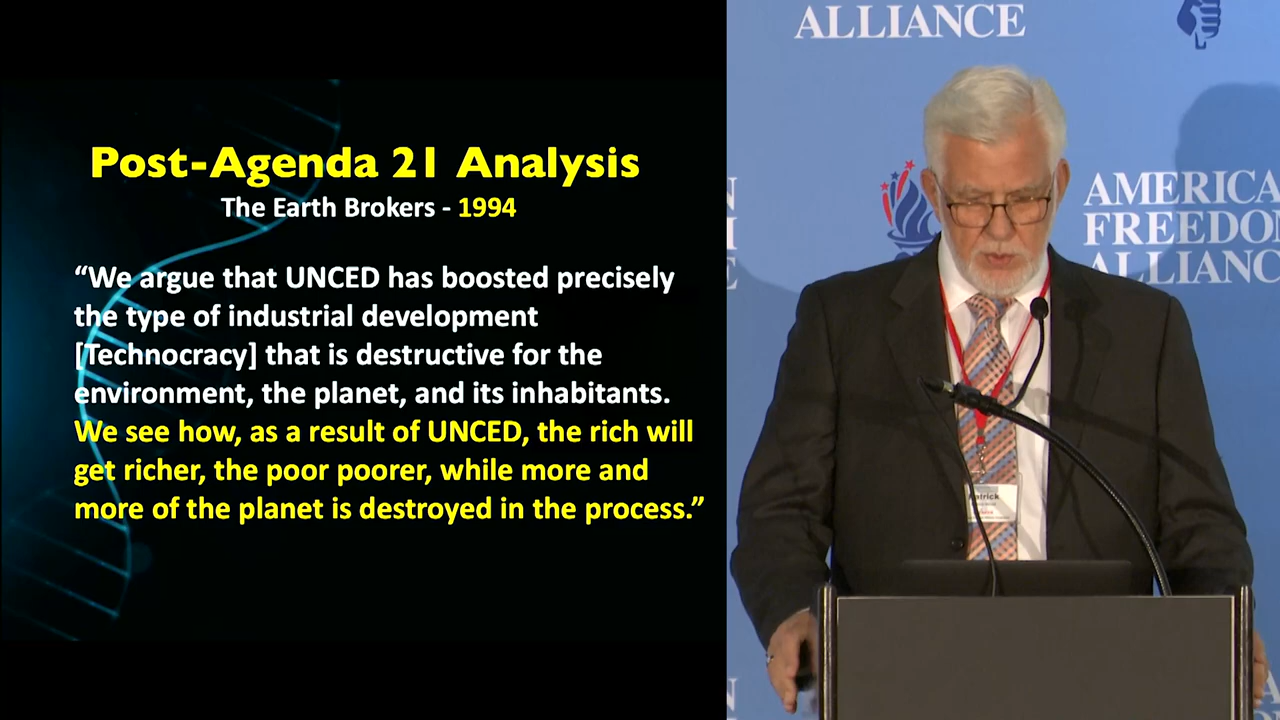 Post-Agenda 21 Analysis
The Earth Brokers - 1994
“We argue that UNCED has boosted precisely
the type of industrial development
[Technocracy] that is destructive for the
environment, the planet, and its inhabitants.
We see how, as a result of UNCED, the rich will
get richer, the poor poorer, while more and
more of the planet is destroyed in the process.”
ALLIANCE
AMERICA
FREEDO
ALLIANC
Patrick